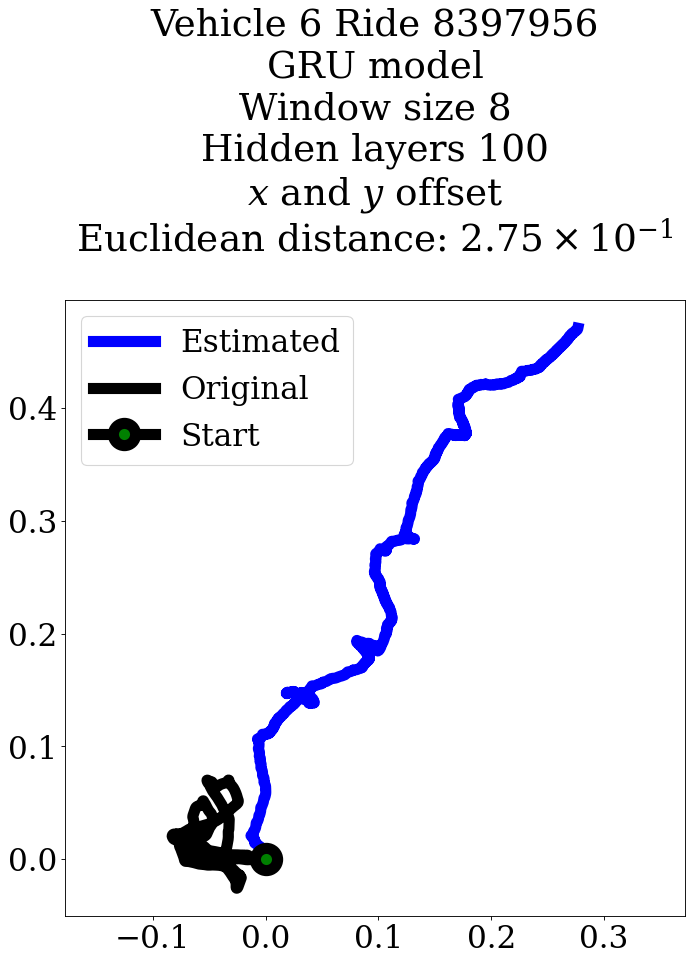 Vehicle 6 Ride 8397956
GRU model
Window size 8
Hidden layers 100
x and y offset
Euclidean distance: 2.75 × 10⁻¹
Estimated
Original
Start
0.4
0.3
0.2
0.1
0.0
−0.1 0.0 0.1 0.2 0.3